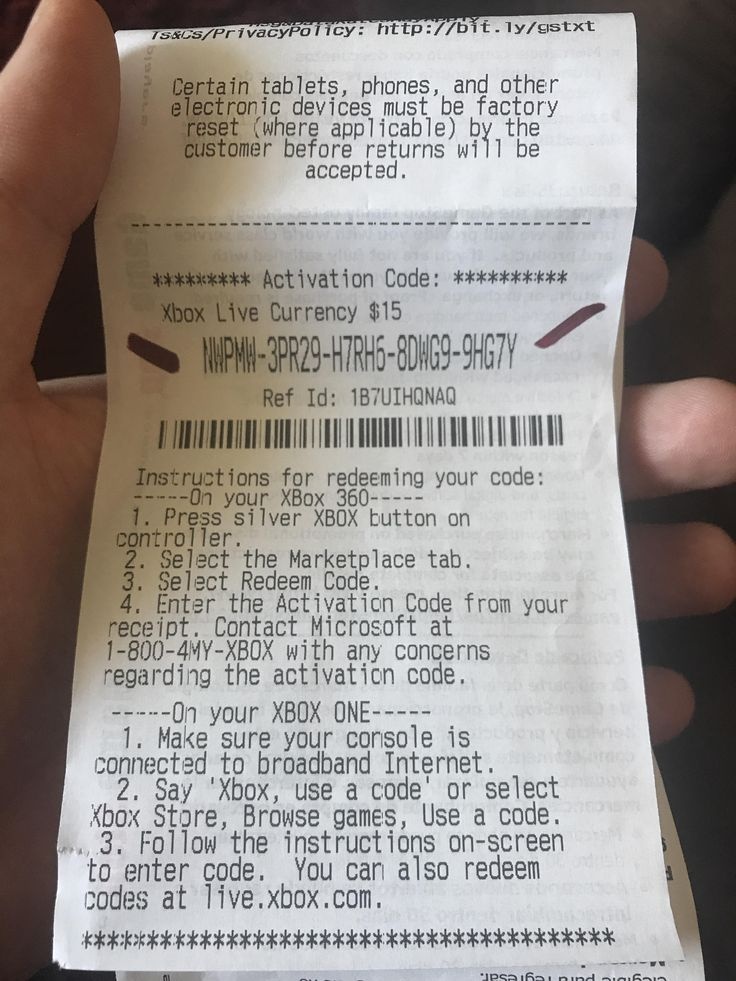 Ts&Cs/PrivacyPolicy: http://bit.ly/gstxt
Certain tablets, phones, and other
electronic devices must be factory
reset (where applicable) by the
customer before returns will be
accepted.
---------------------------------------
********* Activation Code: **********
Xbox Live Currency $15
NWPMW-3PR29-H7RH6-8DWG9-9HG7Y
Ref Id: 1B7UIHQNAQ
Instructions for redeeming your code:
-----On your XBox 360-----
1. Press silver XBOX button on
controller.
2. Select the Marketplace tab.
3. Select Redeem Code.
4. Enter the Activation Code from your
receipt. Contact Microsoft at
1-800-4MY-XBOX with any concerns
regarding the activation code.
-----On your XBOX ONE-----
1. Make sure your console is
connected to broadband Internet.
2. Say 'Xbox, use a code' or select
Xbox Store, Browse games, Use a code.
3. Follow the instructions on-screen
to enter code. You can also redeem
codes at live.xbox.com.
********************************************